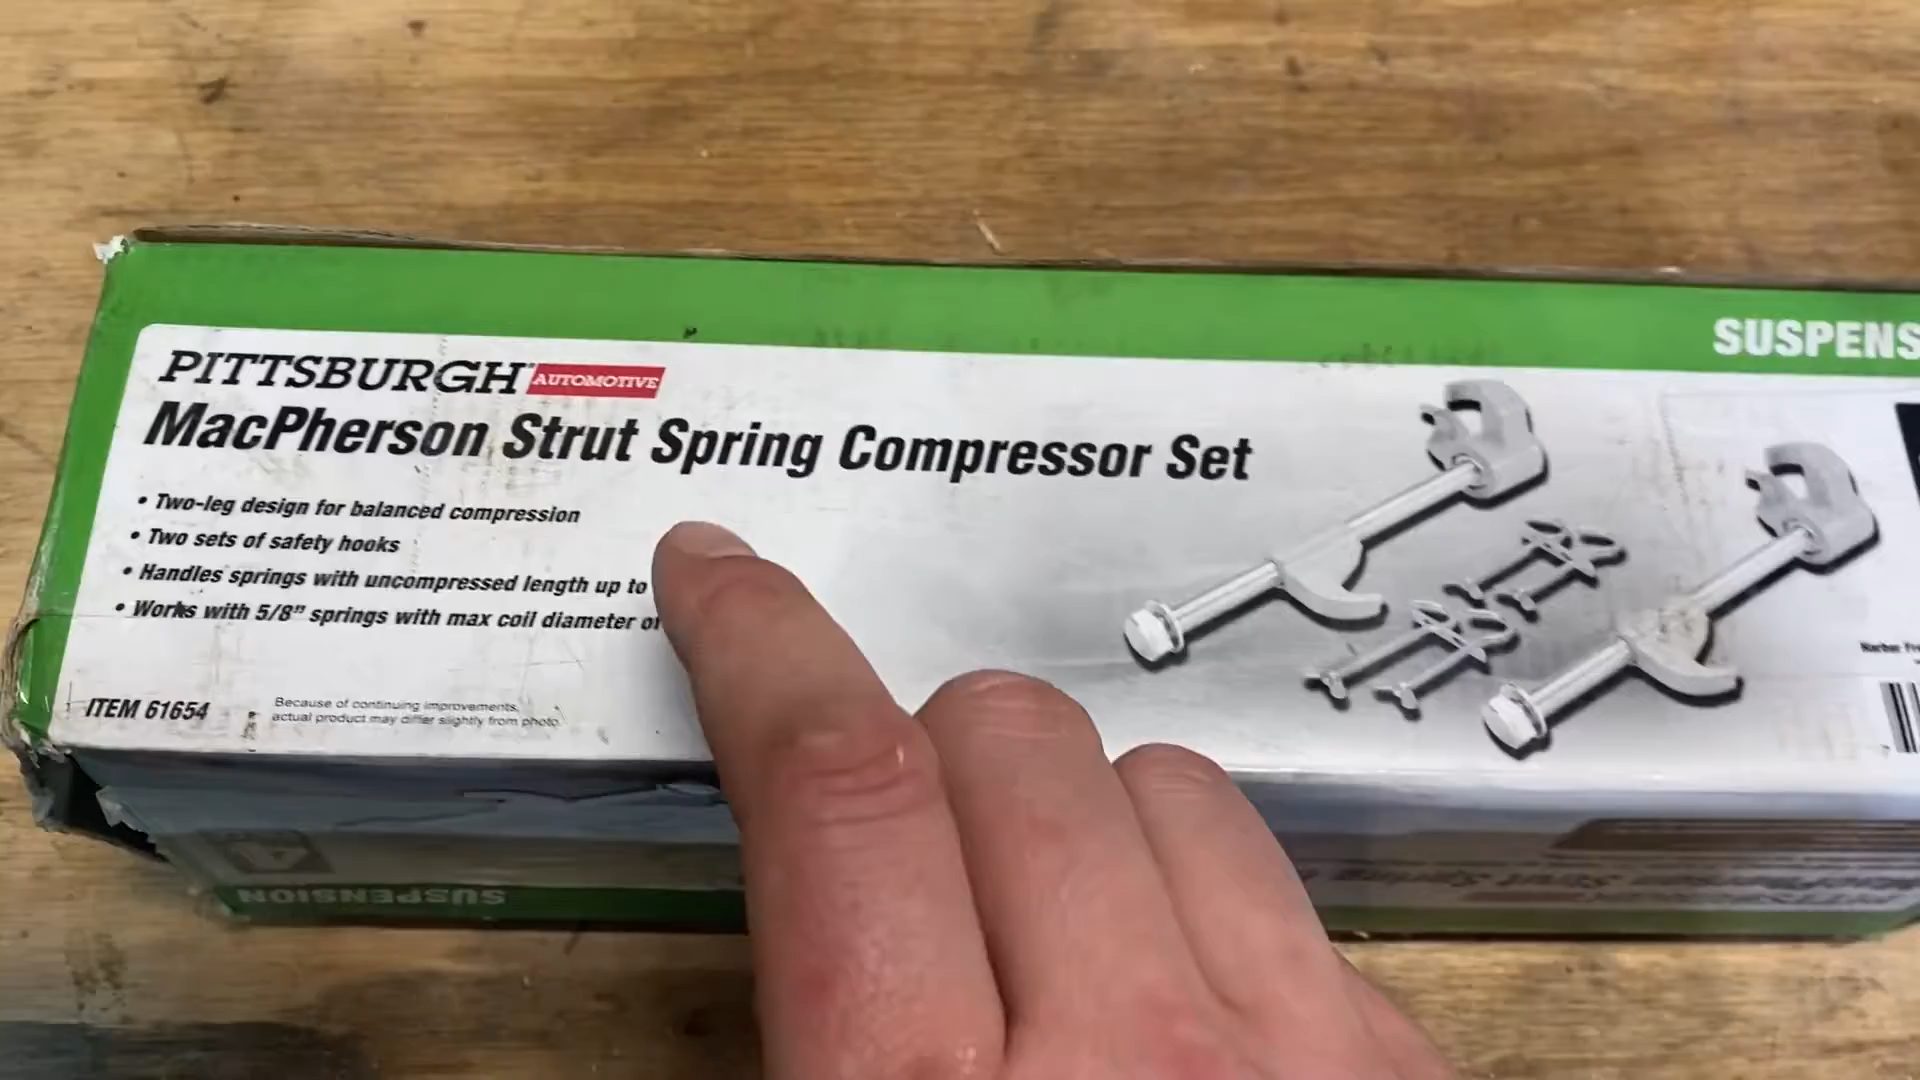 SUSPENS
PITTSBURGH AUTOMOTIVE
MacPherson Strut Spring Compressor Set
• Two-leg design for balanced compression
• Two sets of safety hooks
• Handles springs with uncompressed length up to
• Works with 5/8" springs with max coil diameter of
ITEM 61654
Because of continuing improvements,
actual product may differ slightly from photo.
SUSPENSION